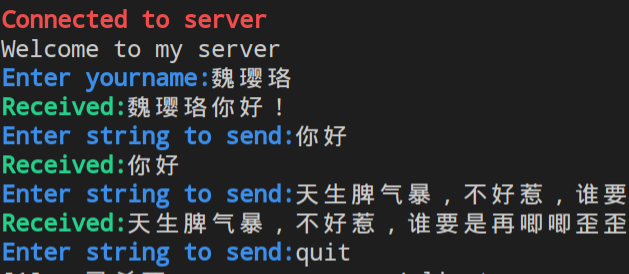 Connected to server
Welcome to my server
Enter yourname:魏璎珞
Received:魏璎珞你好！
Enter string to send:你好
Received:你好
Enter string to send:天生脾气暴，不好惹，谁要
Received:天生脾气暴，不好惹，谁要是再唧唧歪歪
Enter string to send:quit